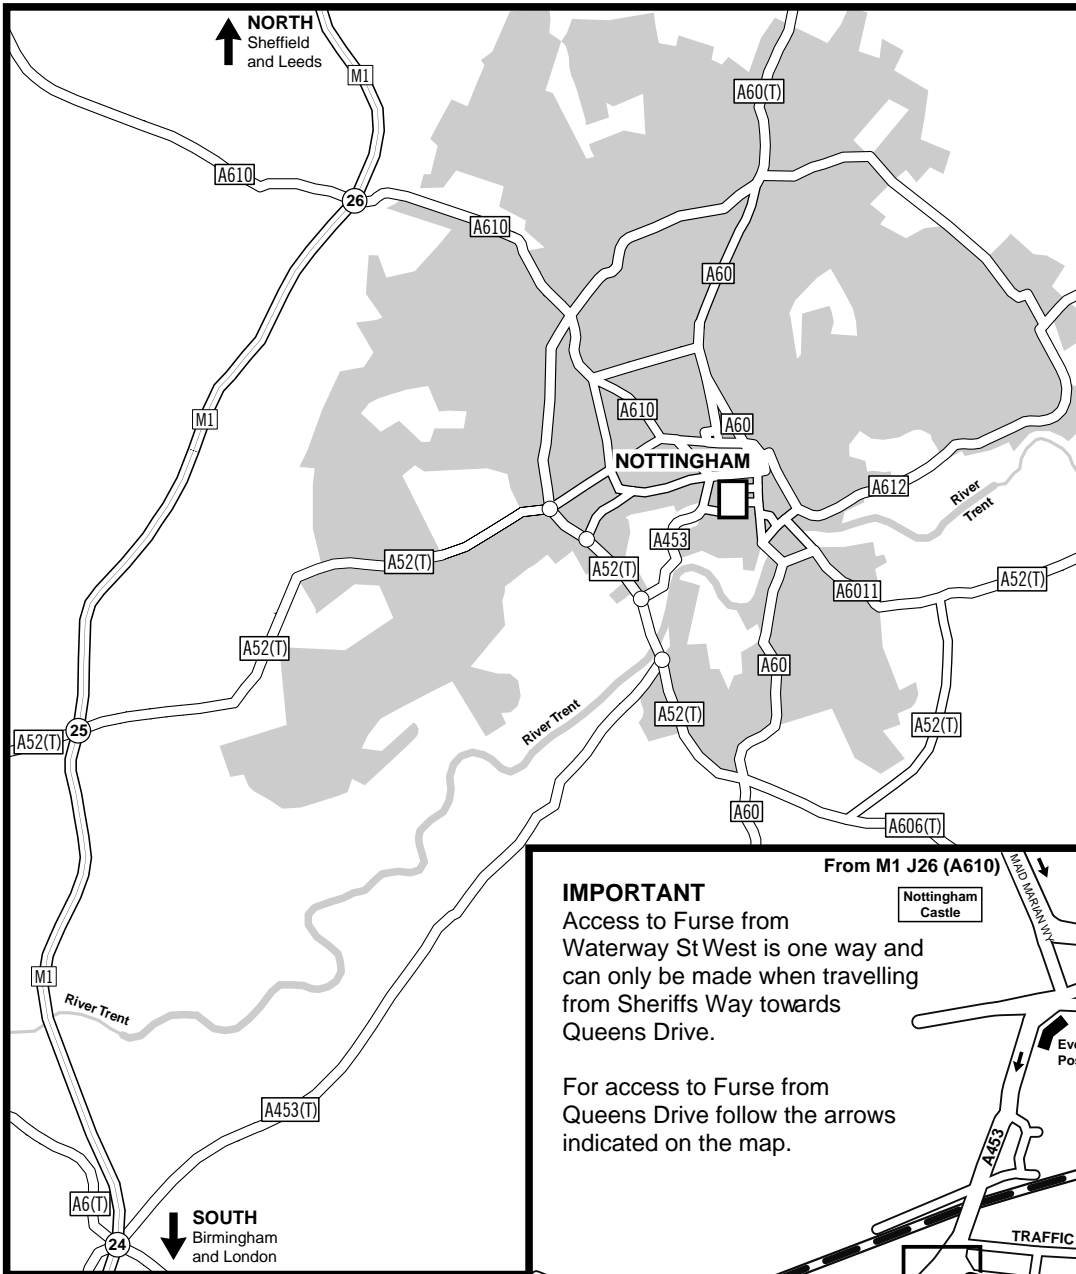 NORTH
Sheffield
and Leeds
M1
A60(T)
A610
26
A610
A60
M1
A610
A60
NOTTINGHAM
A612
River
Trent
A453
A52(T)
A52(T)
A52(T)
A6011
A52(T)
A60
A52(T)
River Trent
A52(T)
25
A52(T)
A60
A606(T)
M1
River Trent
A453(T)
A6(T)
24
SOUTH
Birmingham
and London
From M1 J26 (A610)
IMPORTANT
Access to Furse from
Waterway St West is one way and
can only be made when travelling
from Sheriffs Way towards
Queens Drive.
For access to Furse from
Queens Drive follow the arrows
indicated on the map.
Nottingham
Castle
MAID MARIAN WY
Eve
Pos
A453
TRAFFIC